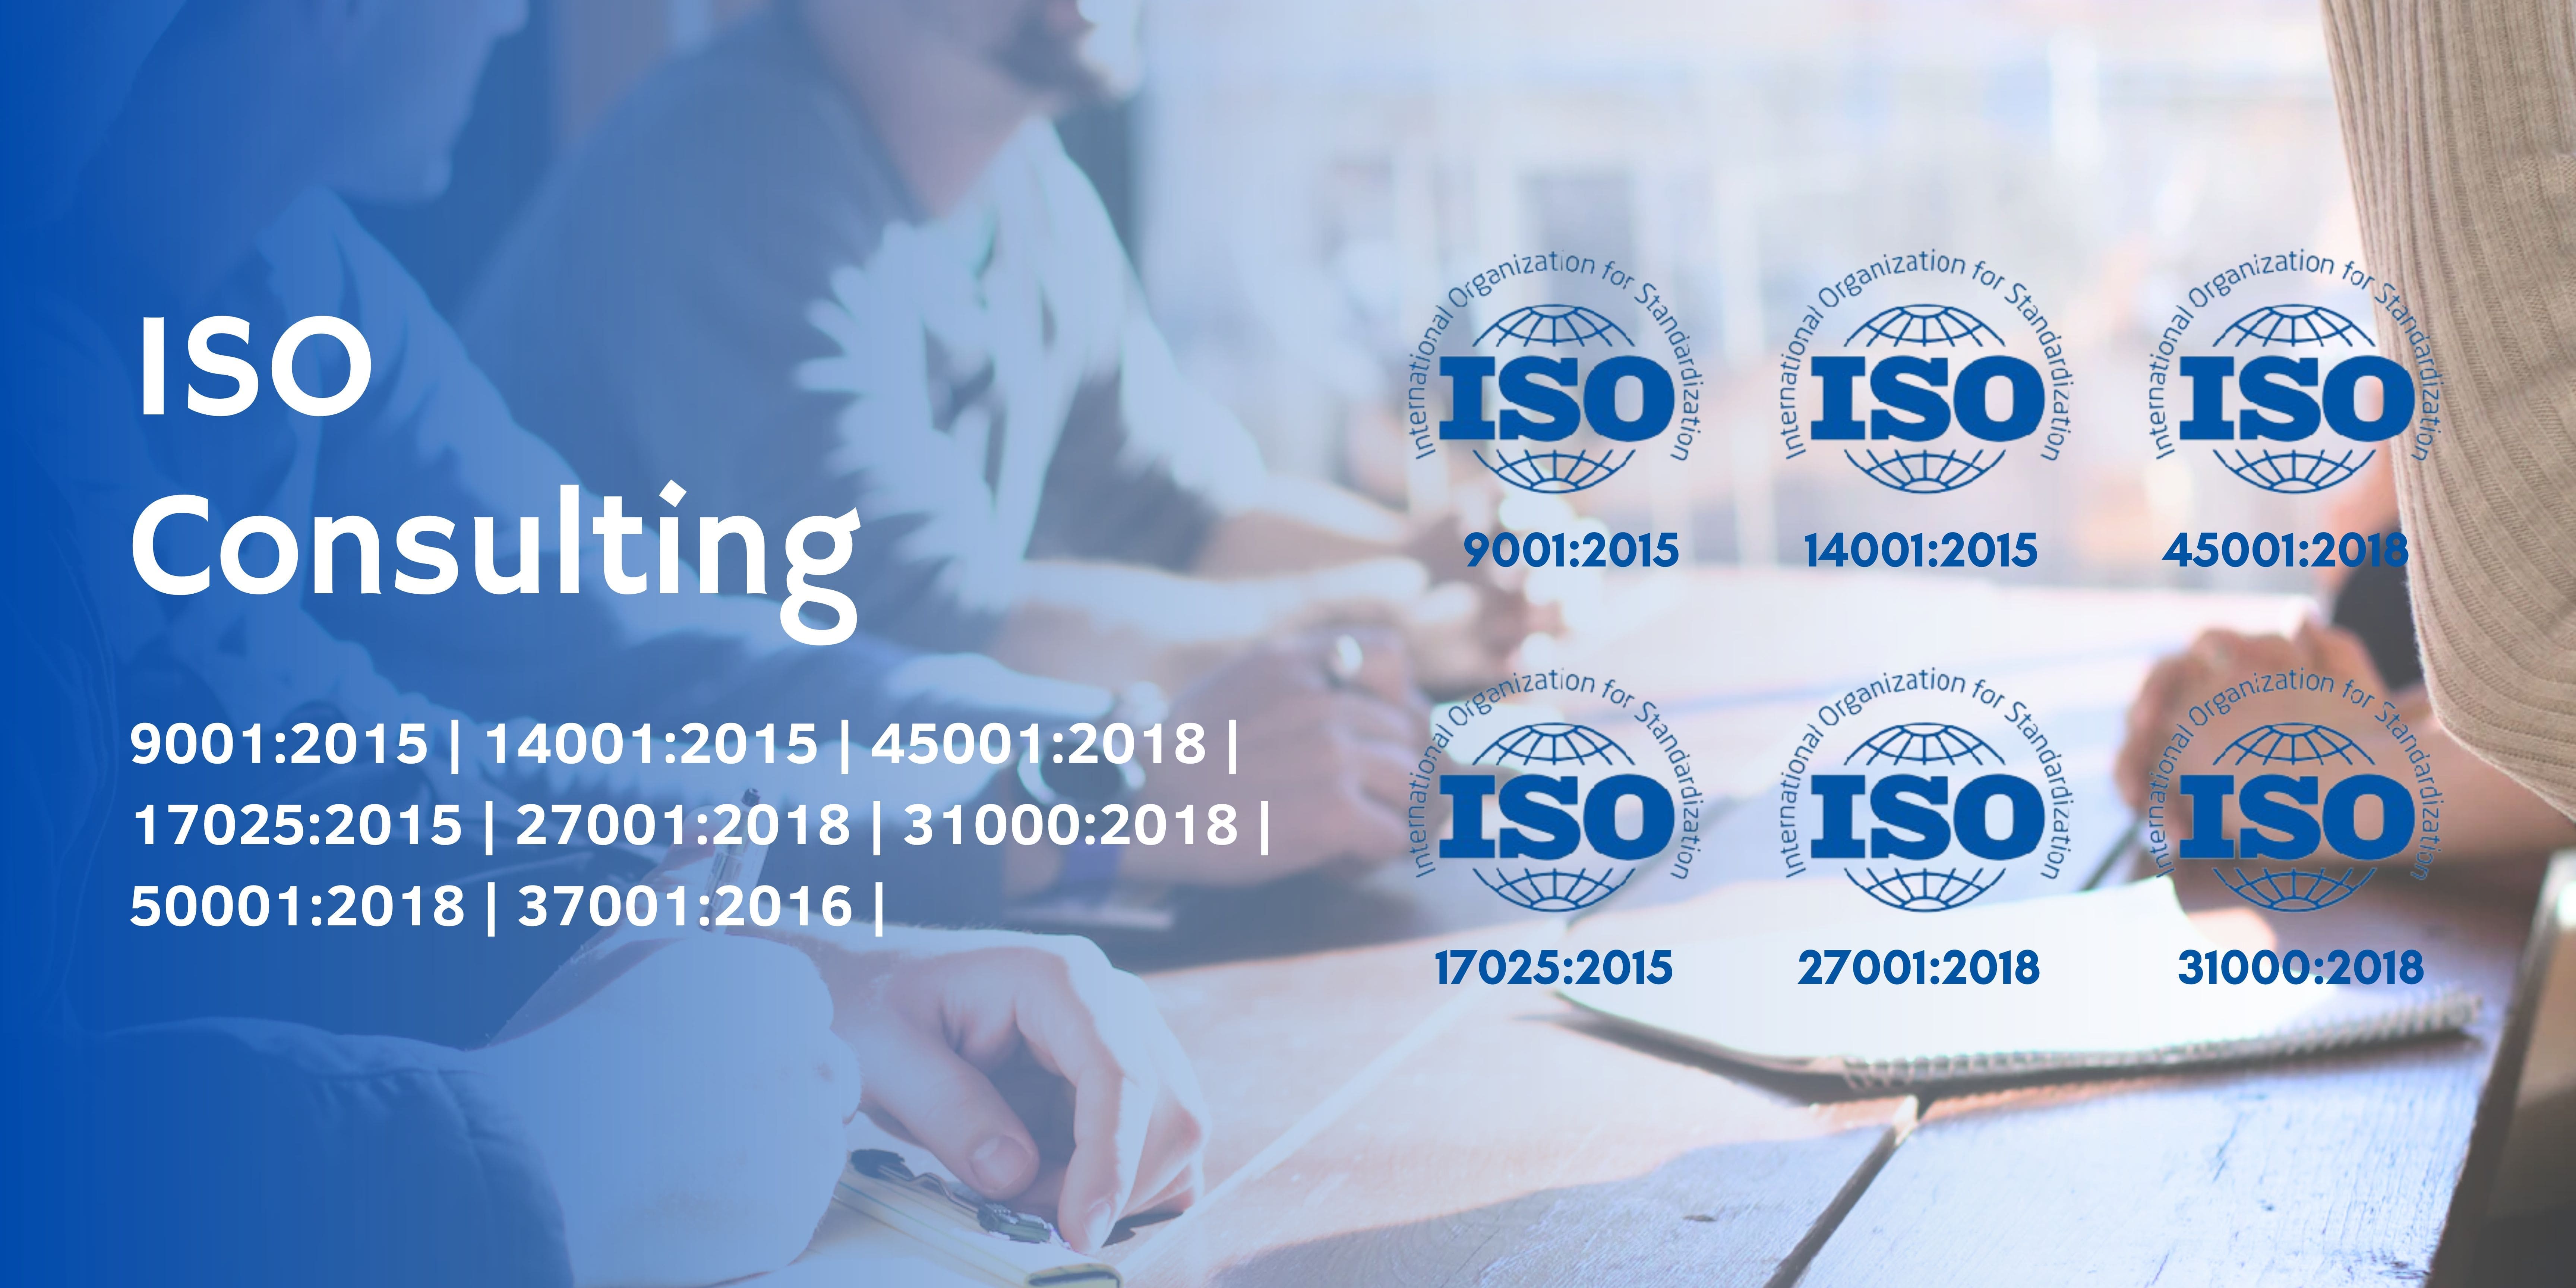 ISO
Consulting
9001:2015 | 14001:2015 | 45001:2018 |
17025:2015 | 27001:2018 | 31000:2018 |
50001:2018 | 37001:2016 |
International Organization for Standardization
ISO
9001:2015
International Organization for Standardization
ISO
14001:2015
International Organization for Standardization
ISO
45001:2018
International Organization for Standardization
ISO
17025:2015
International Organization for Standardization
ISO
27001:2018
International Organization for Standardization
ISO
31000:2018